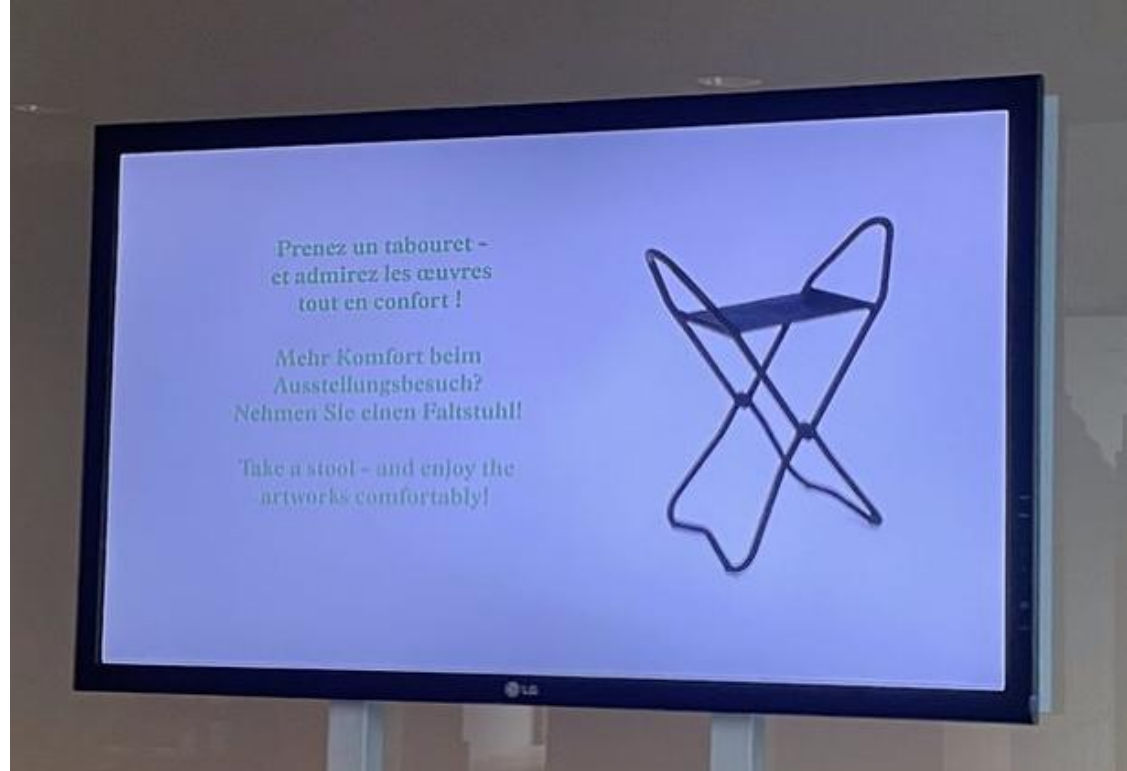 Prenez un tabouret –
et admirez les œuvres
tout en confort !
Mehr Komfort beim
Ausstellungsbesuch?
Nehmen Sie einen Faltstuhl!
Take a stool – and enjoy the
artworks comfortably!
LG